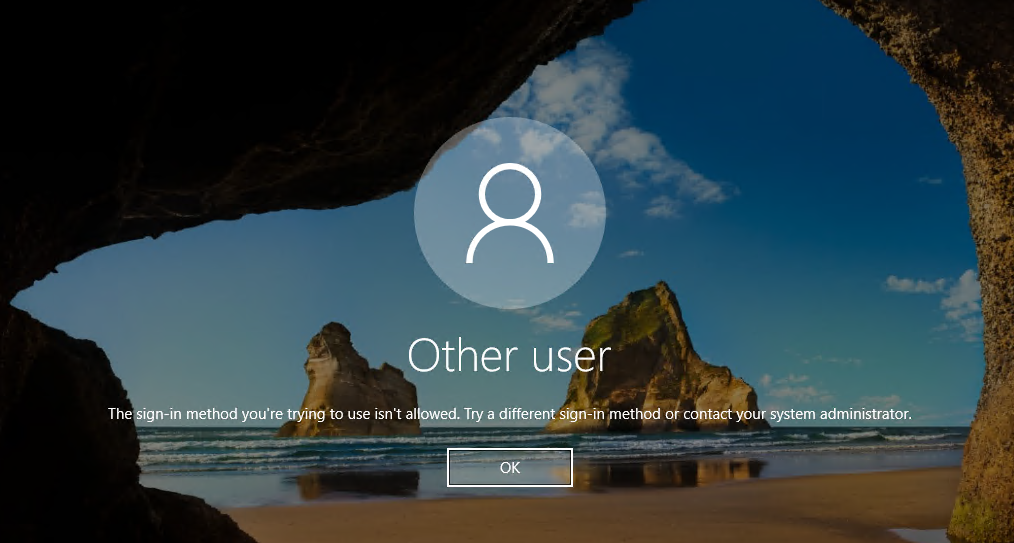 Other user
The sign-in method you're trying to use isn't allowed. Try a different sign-in method or contact your system administrator.
OK